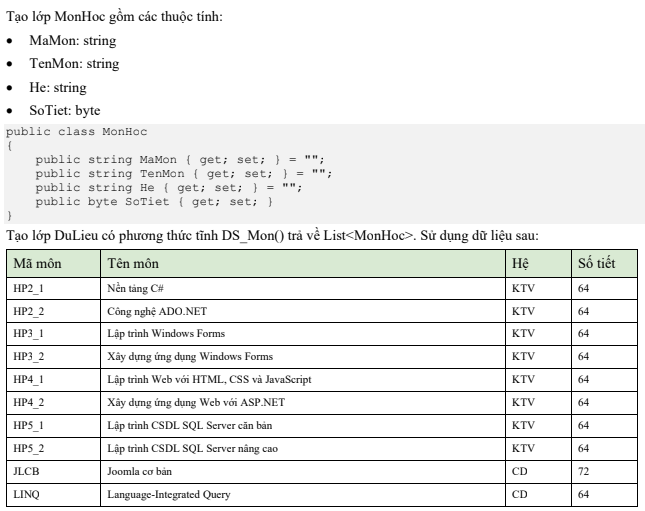 Tạo lớp MonHoc gồm các thuộc tính:
• MaMon: string
• TenMon: string
• He: string
• SoTiet: byte
public class MonHoc
{
    public string MaMon { get; set; } = "";
    public string TenMon { get; set; } = "";
    public string He { get; set; } = "";
    public byte SoTiet { get; set; }
}
Tạo lớp DuLieu có phương thức tĩnh DS_Mon() trả về List<MonHoc>. Sử dụng dữ liệu sau:
Mã môn Tên môn Hệ Số tiết
HP2_1 Nền tảng C# KTV 64
HP2_2 Công nghệ ADO.NET KTV 64
HP3_1 Lập trình Windows Forms KTV 64
HP3_2 Xây dựng ứng dụng Windows Forms KTV 64
HP4_1 Lập trình Web với HTML, CSS và JavaScript KTV 64
HP4_2 Xây dựng ứng dụng Web với ASP.NET KTV 64
HP5_1 Lập trình CSDL SQL Server căn bản KTV 64
HP5_2 Lập trình CSDL SQL Server nâng cao KTV 64
JLCB Joomla cơ bản CD 72
LINQ Language-Integrated Query CD 64